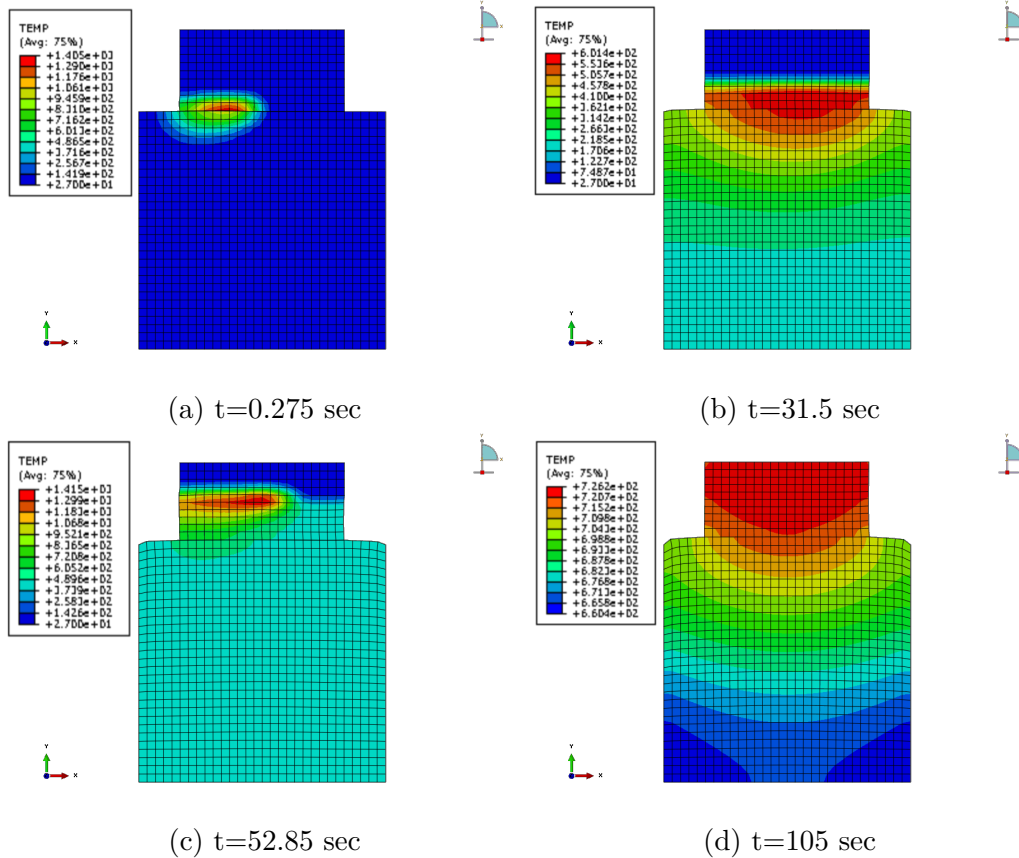 TEMP
(Avg: 75%)
+1.405e+03
+1.290e+03
+1.176e+03
+1.061e+03
+9.459e+02
+8.310e+02
+7.162e+02
+6.013e+02
+4.865e+02
+3.716e+02
+2.567e+02
+1.419e+02
+2.700e+01
Y
X
(a) t=0.275 sec
TEMP
(Avg: 75%)
+6.014e+02
+5.536e+02
+5.057e+02
+4.578e+02
+4.100e+02
+3.621e+02
+3.142e+02
+2.663e+02
+2.185e+02
+1.706e+02
+1.227e+02
+7.487e+01
+2.700e+01
Y
X
(b) t=31.5 sec
TEMP
(Avg: 75%)
+1.415e+03
+1.299e+03
+1.183e+03
+1.068e+03
+9.521e+02
+8.365e+02
+7.208e+02
+6.052e+02
+4.896e+02
+3.739e+02
+2.583e+02
+1.426e+02
+2.700e+01
Y
X
(c) t=52.85 sec
TEMP
(Avg: 75%)
+7.262e+02
+7.207e+02
+7.152e+02
+7.098e+02
+7.043e+02
+6.988e+02
+6.933e+02
+6.878e+02
+6.823e+02
+6.768e+02
+6.713e+02
+6.658e+02
+6.604e+02
Y
X
(d) t=105 sec